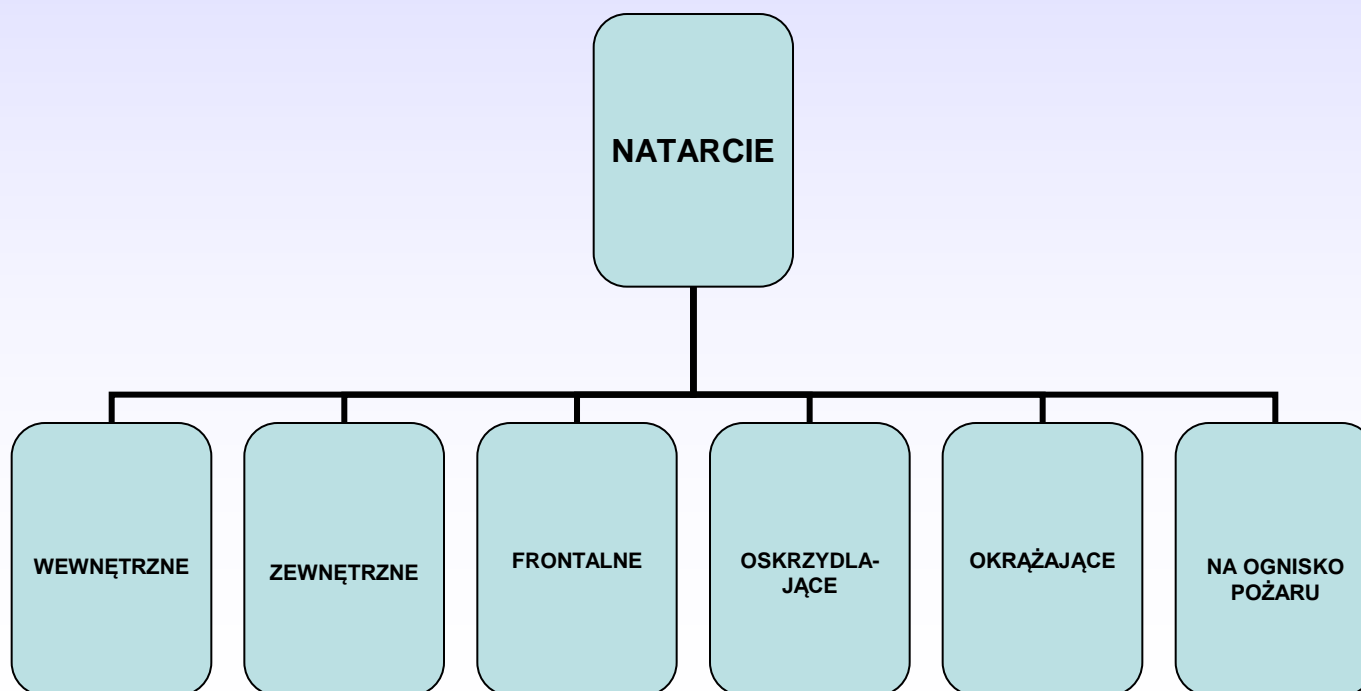 NATARCIE
WEWNĘTRZNE
ZEWNĘTRZNE
FRONTALNE
OSKRZYDLA-
JĄCE
OKRĄŻAJĄCE
NA OGNISKO
POŻARU